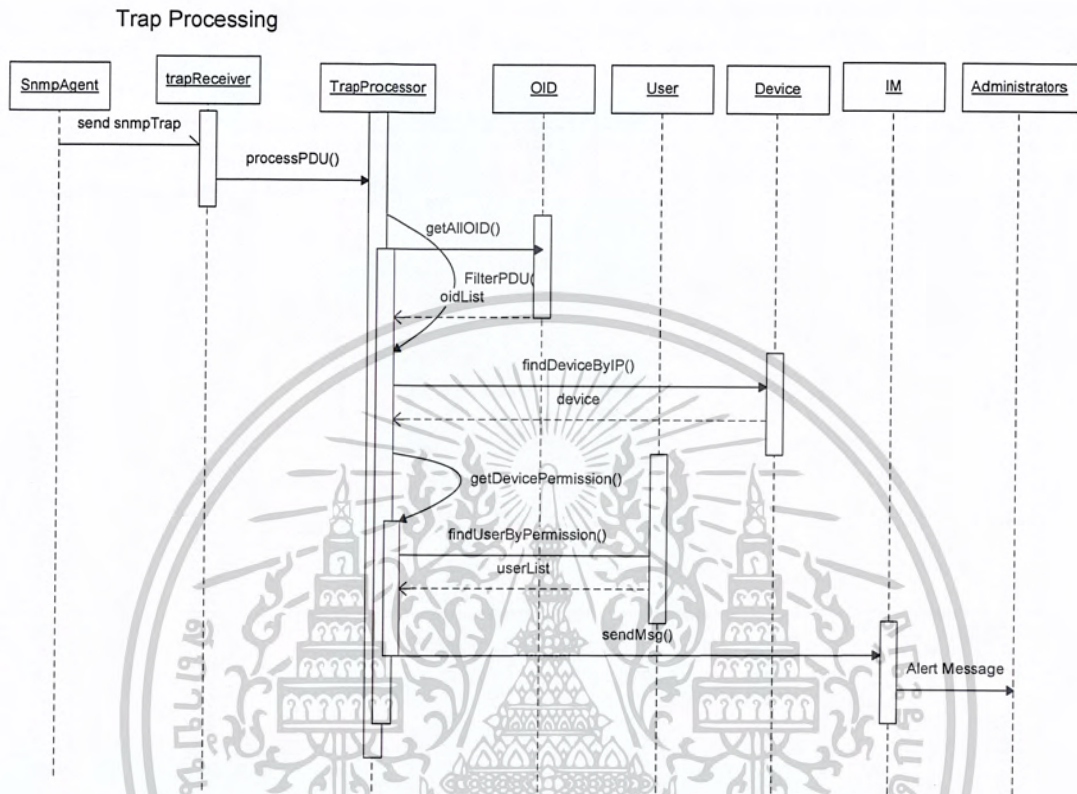 Trap Processing
SnmpAgent
trapReceiver
TrapProcessor
OID
User
Device
IM
Administrators
send snmpTrap
processPDU()
getAllOID()
FilterPDU(
oidList
findDeviceByIP()
device
getDevicePermission()
findUserByPermission()
userList
sendMsg()
Alert Message